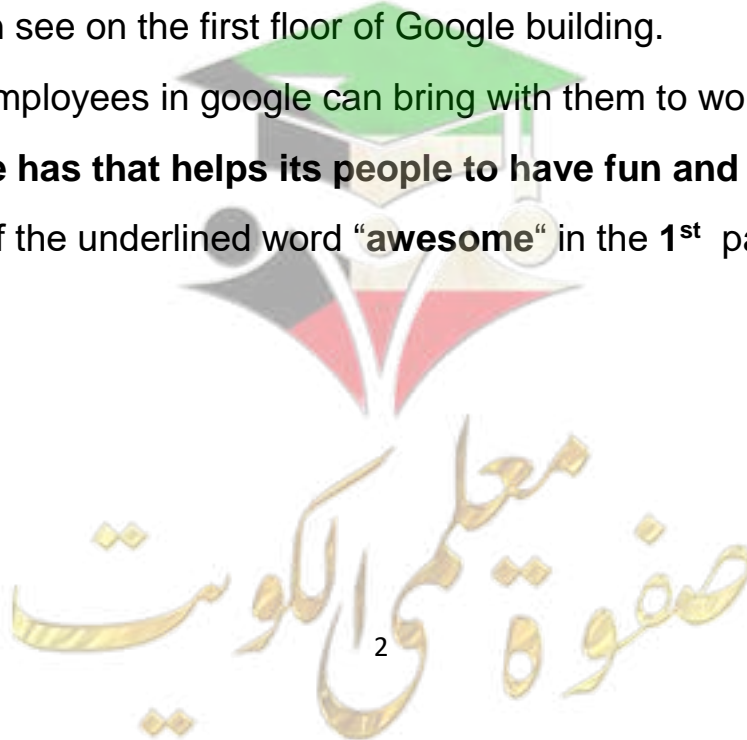 see on the first floor of Google building.
mployees in google can bring with them to wo
e has that helps its people to have fun and
f the underlined word “awesome“ in the 1st pa
صفوة معلمي الكويت
2